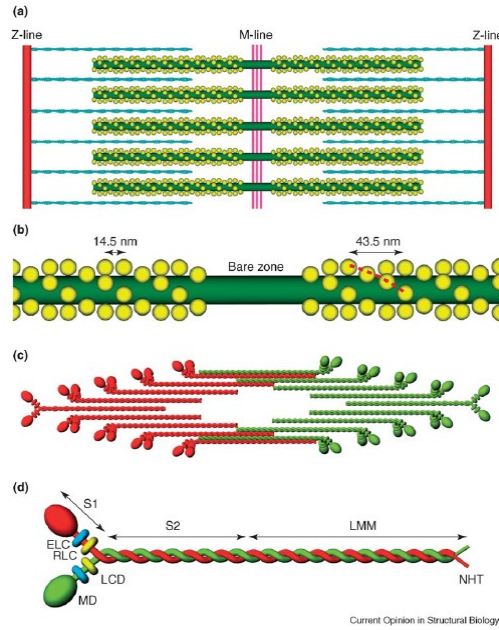 (a)
Z-line M-line Z-line
(b)
14.5 nm 43.5 nm
Bare zone
(c)
(d)
S1
S2 LMM
ELC
RLC
LCD
MD
NHT
Current Opinion in Structural Biology